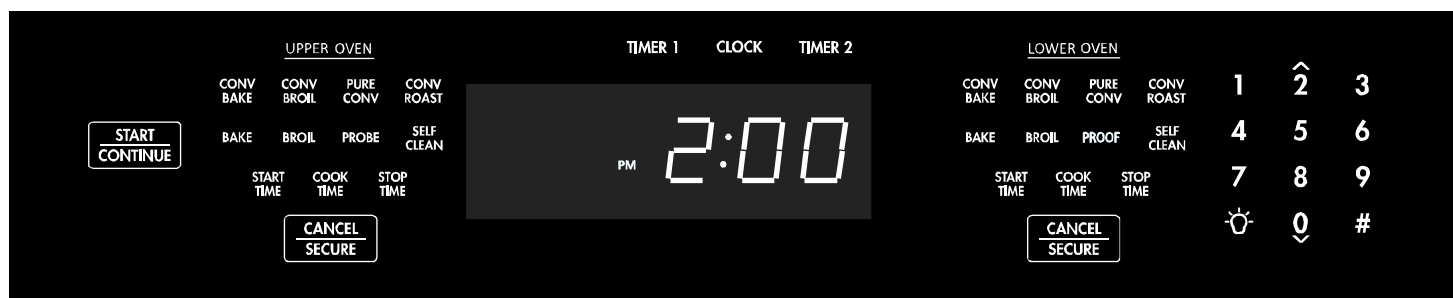 UPPER OVEN
TIMER 1 CLOCK TIMER 2
LOWER OVEN
CONV BAKE
CONV BROIL
PURE CONV
CONV ROAST
BAKE
BROIL
PROBE
SELF CLEAN
START TIME
COOK TIME
STOP TIME
CANCEL
SECURE
START
CONTINUE
PM 2:00
CONV BAKE
CONV BROIL
PURE CONV
CONV ROAST
BAKE
BROIL
PROOF
SELF CLEAN
START TIME
COOK TIME
STOP TIME
CANCEL
SECURE
1 2 3
4 5 6
7 8 9
0 #